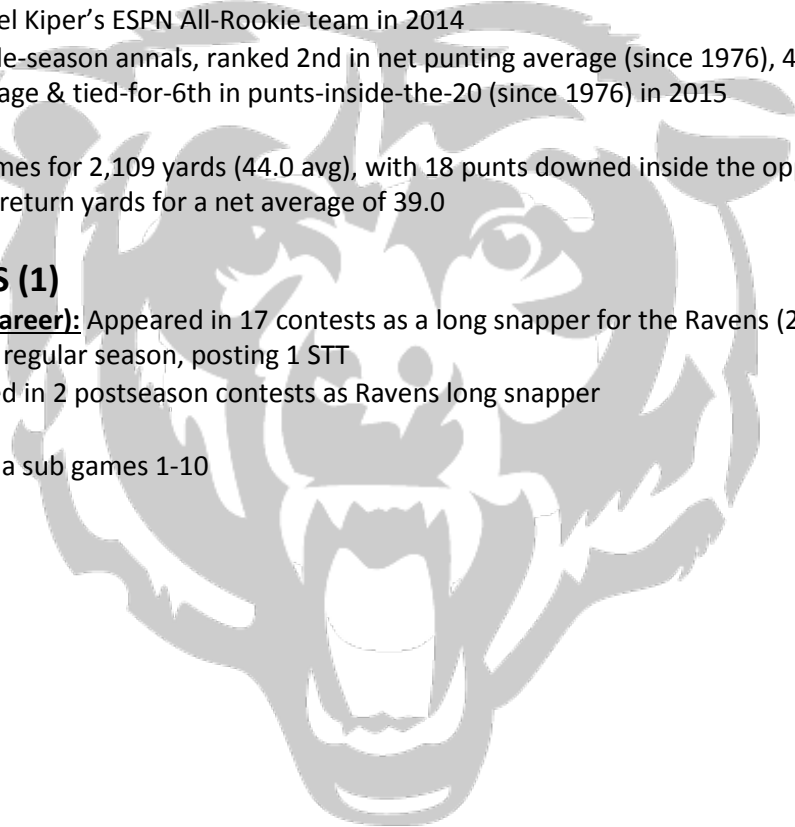 el Kiper's ESPN All-Rookie team in 2014
le-season annals, ranked 2nd in net punting average (since 1976), 4
age & tied-for-6th in punts-inside-the-20 (since 1976) in 2015
mes for 2,109 yards (44.0 avg), with 18 punts downed inside the op
return yards for a net average of 39.0
S (1)
areer): Appeared in 17 contests as a long snapper for the Ravens (2
regular season, posting 1 STT
ed in 2 postseason contests as Ravens long snapper
a sub games 1-10